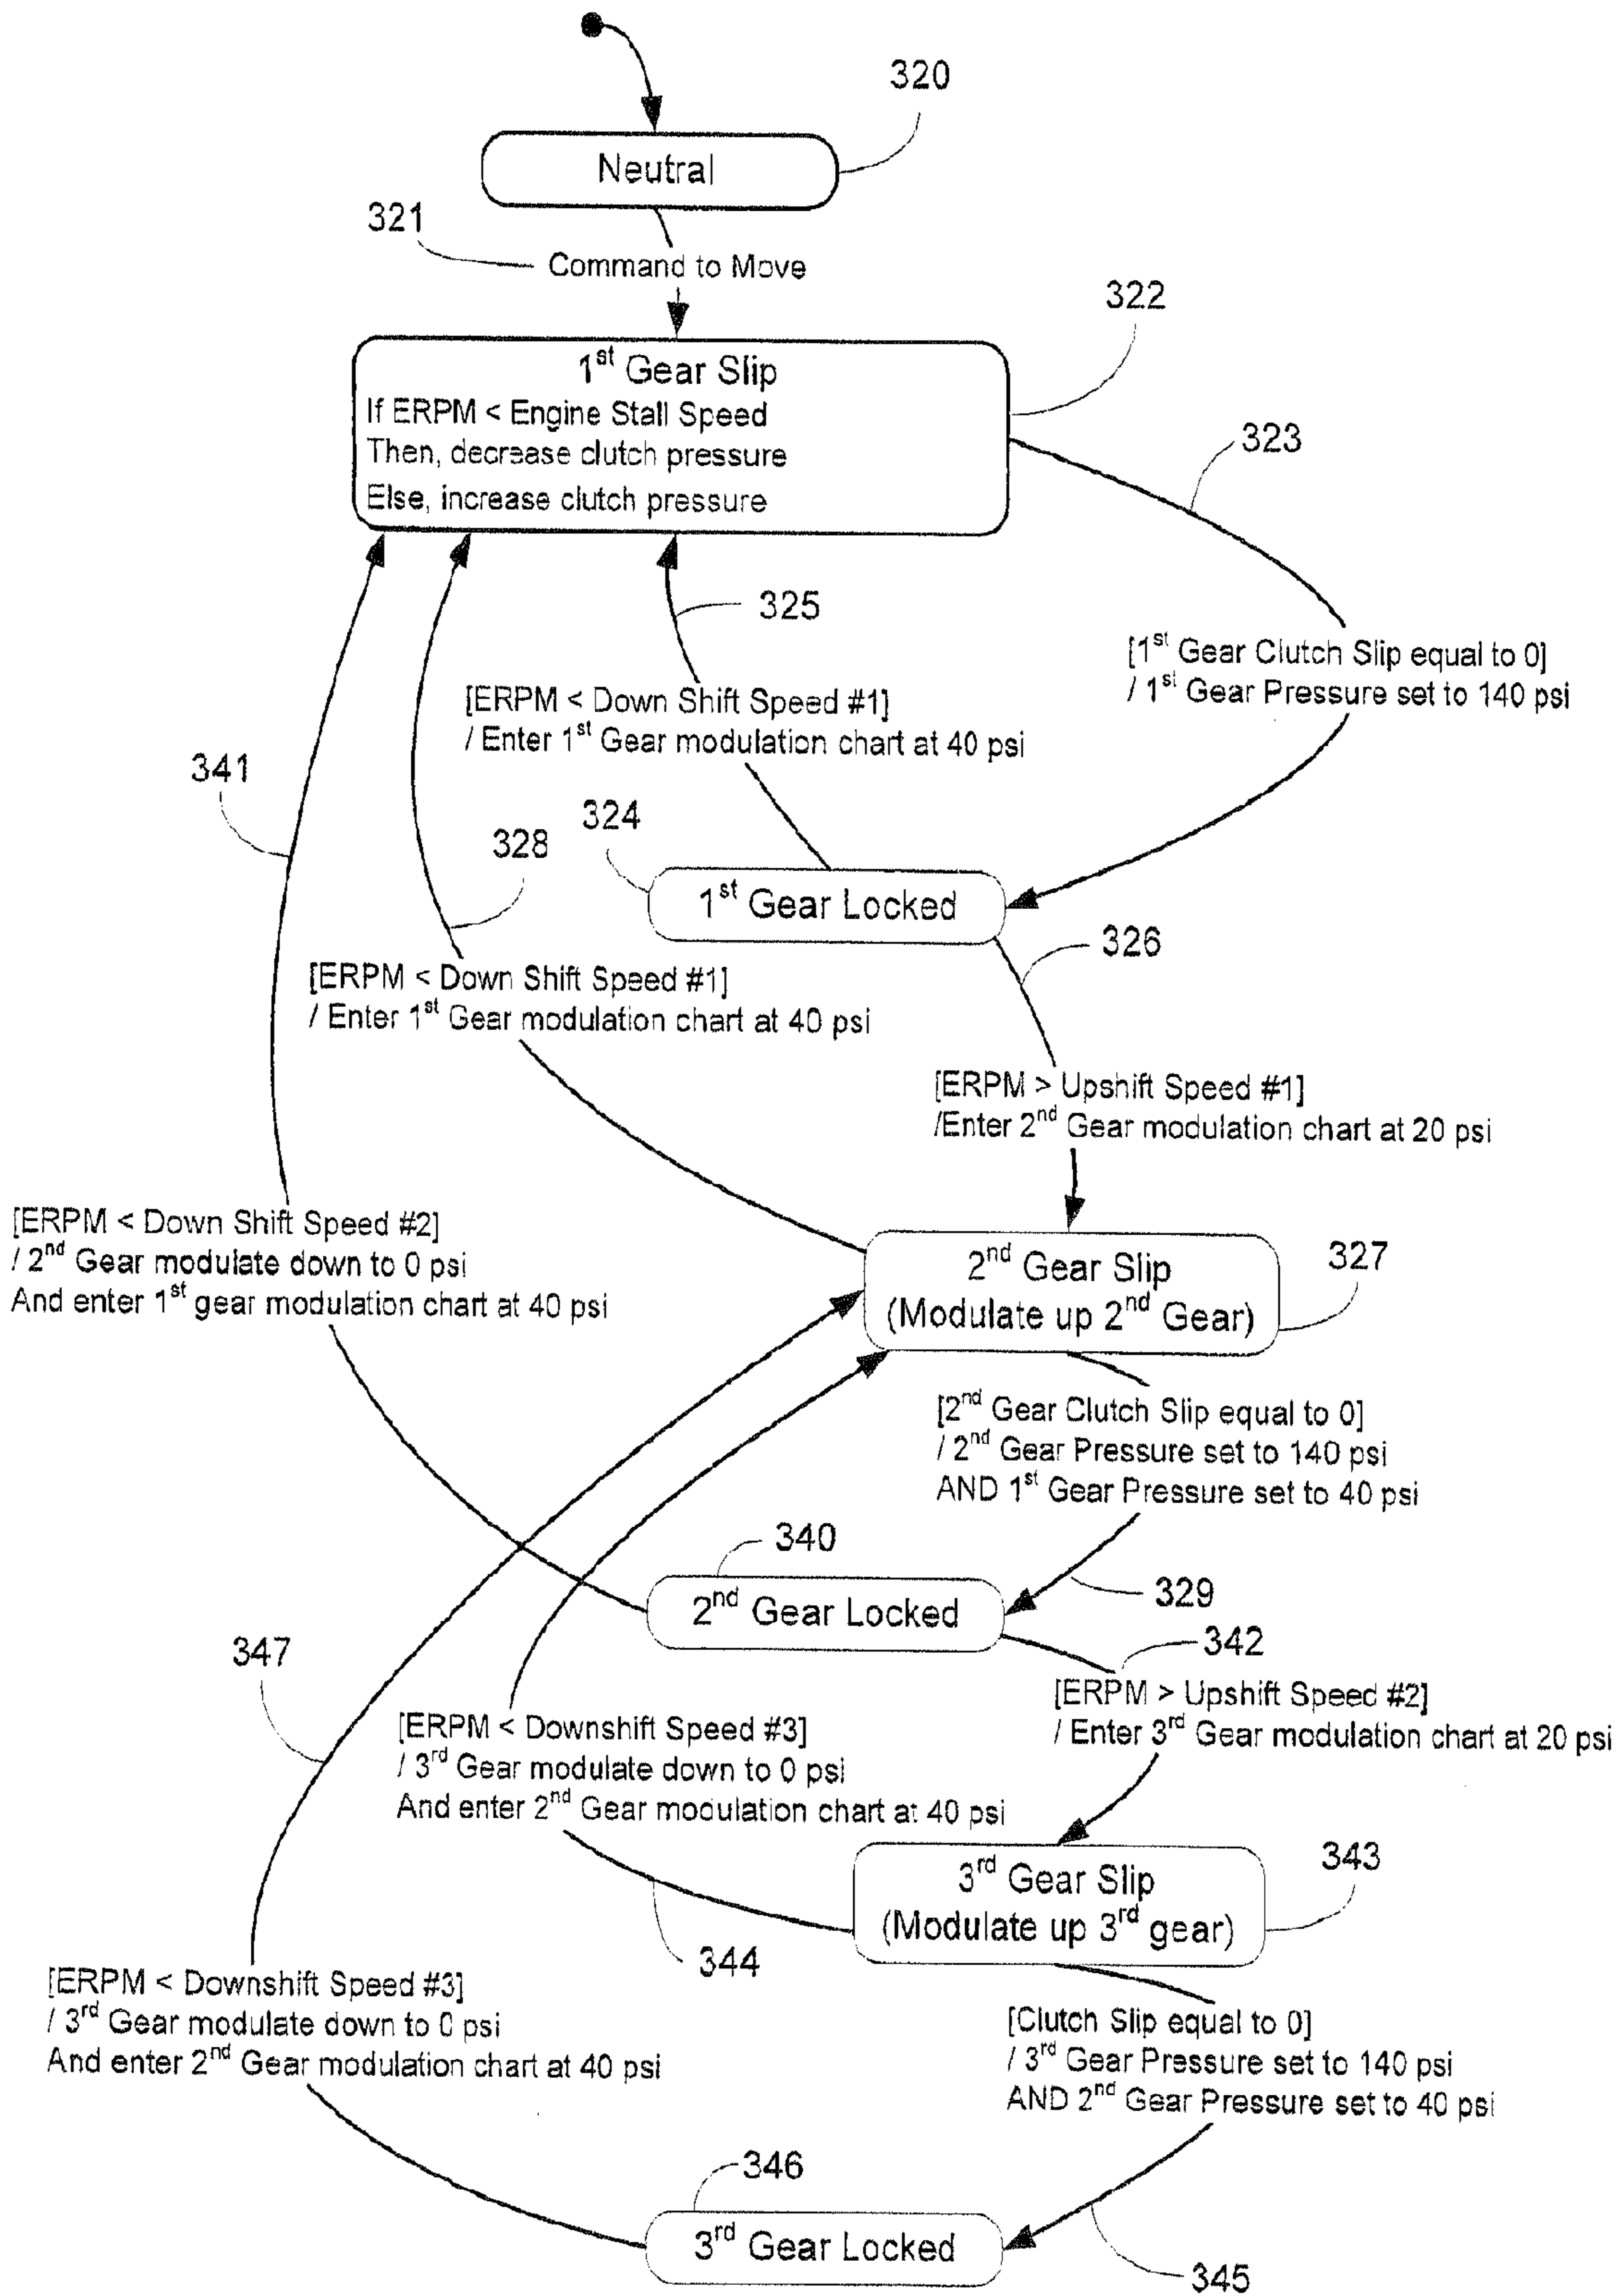 320
Neutral
321
Command to Move
322
1st Gear Slip
If ERPM < Engine Stall Speed
Then, decrease clutch pressure
Else, increase clutch pressure
323
325
[1st Gear Clutch Slip equal to 0]
/ 1st Gear Pressure set to 140 psi
[ERPM < Down Shift Speed #1]
/ Enter 1st Gear modulation chart at 40 psi
341
324
328
1st Gear Locked
326
[ERPM < Down Shift Speed #1]
/ Enter 1st Gear modulation chart at 40 psi
[ERPM > Upshift Speed #1]
/Enter 2nd Gear modulation chart at 20 psi
[ERPM < Down Shift Speed #2]
/ 2nd Gear modulate down to 0 psi
And enter 1st gear modulation chart at 40 psi
327
2nd Gear Slip
(Modulate up 2nd Gear)
[2nd Gear Clutch Slip equal to 0]
/ 2nd Gear Pressure set to 140 psi
AND 1st Gear Pressure set to 40 psi
340
329
2nd Gear Locked
342
347
[ERPM > Upshift Speed #2]
/ Enter 3rd Gear modulation chart at 20 psi
[ERPM < Downshift Speed #3]
/ 3rd Gear modulate down to 0 psi
And enter 2nd Gear modulation chart at 40 psi
343
3rd Gear Slip
(Modulate up 3rd gear)
344
[ERPM < Downshift Speed #3]
/ 3rd Gear modulate down to 0 psi
And enter 2nd Gear modulation chart at 40 psi
[Clutch Slip equal to 0]
/ 3rd Gear Pressure set to 140 psi
AND 2nd Gear Pressure set to 40 psi
346
3rd Gear Locked
345